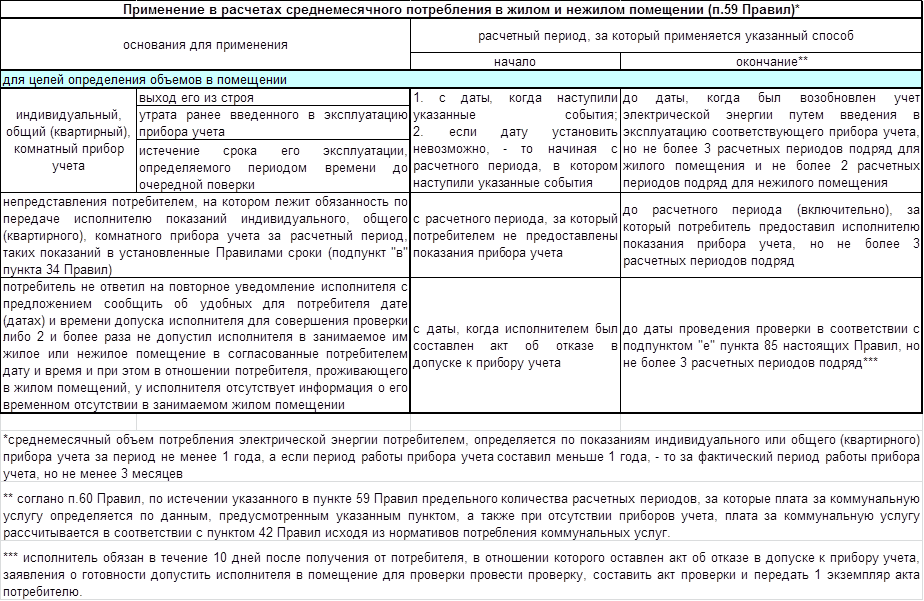 Применение в расчетах среднемесячного потребления в жилом и нежилом помещении (п.59 Правил)*
основания для применения
расчетный период, за который применяется указанный способ
начало
окончание**
для целей определения объемов в помещении
индивидуальный,
общий (квартирный),
комнатный прибор
учета
выход его из строя
утрата ранее введенного в эксплуатацию
прибора учета
истечение срока его эксплуатации,
определяемого периодом времени до
очередной поверки
1. с даты, когда наступили
указанные события;
2. если дату установить
невозможно, - то начиная с
расчетного периода, в котором
наступили указанные события
до даты, когда был возобновлен учет
электрической энергии путем введения в
эксплуатацию соответствующего прибора учета,
но не более 3 расчетных периодов подряд для
жилого помещения и не более 2 расчетных
периодов подряд для нежилого помещения
непредставления потребителем, на котором лежит обязанность по
передаче исполнителю показаний индивидуального, общего
(квартирного), комнатного прибора учета за расчетный период,
таких показаний в установленные Правилами сроки (подпункт "в"
пункта 34 Правил)
с расчетного периода, за который
потребителем не предоставлены
показания прибора учета
до расчетного периода (включительно), за
который потребитель предоставил исполнителю
показания прибора учета, но не более 3
расчетных периодов подряд
потребитель не ответил на повторное уведомление исполнителя с
предложением сообщить об удобных для потребителя дате
(датах) и времени допуска исполнителя для совершения проверки
либо 2 и более раза не допустил исполнителя в занимаемое им
жилое или нежилое помещение в согласованные потребителем
дату и время и при этом в отношении потребителя, проживающего
в жилом помещений, у исполнителя отсутствует информация о его
временном отсутствии в занимаемом жилом помещении
с даты, когда исполнителем был
составлен акт об отказе в
допуске к прибору учета
до даты проведения проверки в соответствии с
подпунктом "е" пункта 85 настоящих Правил, но
не более 3 расчетных периодов подряд***
*среднемесячный объем потребления электрической энергии потребителем, определяется по показаниям индивидуального или общего (квартирного)
прибора учета за период не менее 1 года, а если период работы прибора учета составил меньше 1 года, - то за фактический период работы прибора
учета, но не менее 3 месяцев
** соглано п.60 Правил, по истечении указанного в пункте 59 Правил предельного количества расчетных периодов, за которые плата за коммунальную
услугу определяется по данным, предусмотренным указанным пунктом, а также при отсутствии приборов учета, плата за коммунальную услугу
рассчитывается в соответствии с пунктом 42 Правил исходя из нормативов потребления коммунальных услуг.
*** исполнитель обязан в течение 10 дней после получения от потребителя, в отношении которого оставлен акт об отказе в допуске к прибору учета,
заявления о готовности допустить исполнителя в помещение для проверки провести проверку, составить акт проверки и передать 1 экземпляр акта
потребителю.